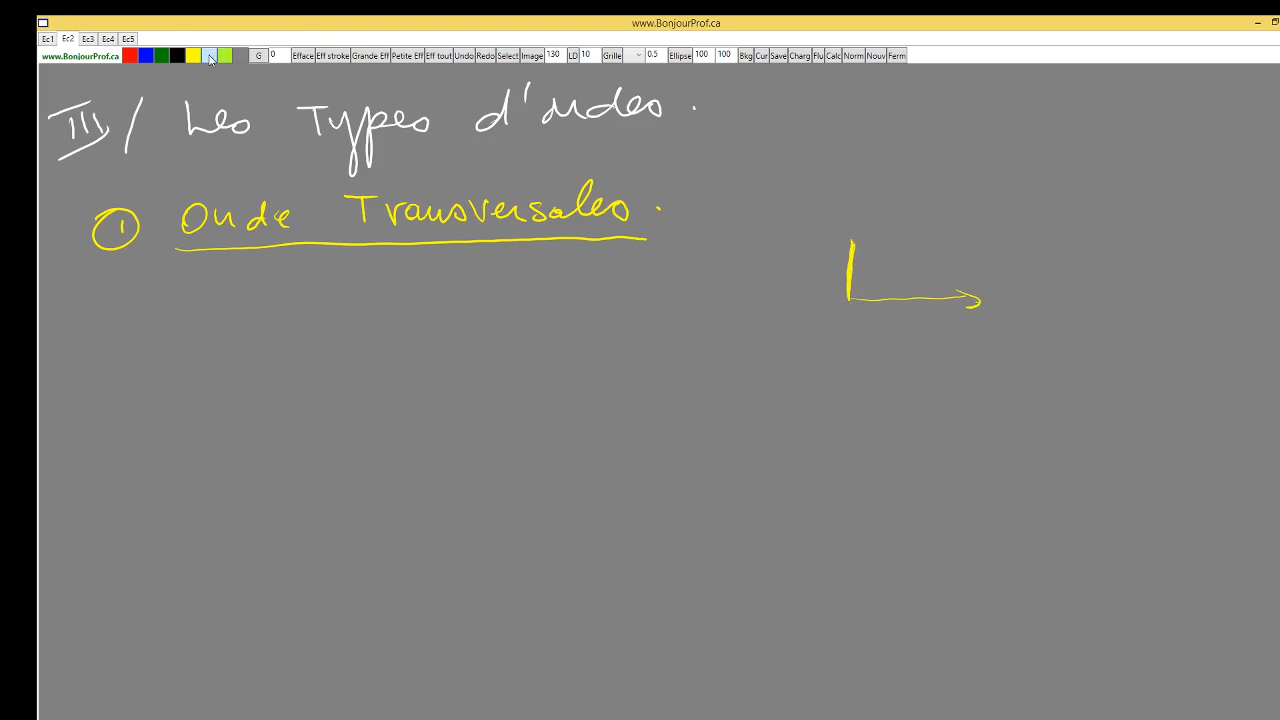 www.BonjourProf.ca
Ec1 Ec2 Ec3 Ec4 Ec5
www.BonjourProf.ca G 0 Efface Eff stroke Grande Eff Petite Eff Eff tout Undo Redo Select Image 130 LD 10 Grille 0.5 Ellipse 100 100 Bkg Cur Save Charg Flu Calc Norm Nouv Ferm
III/ Les Types d'ondes.
① Onde Transversales.